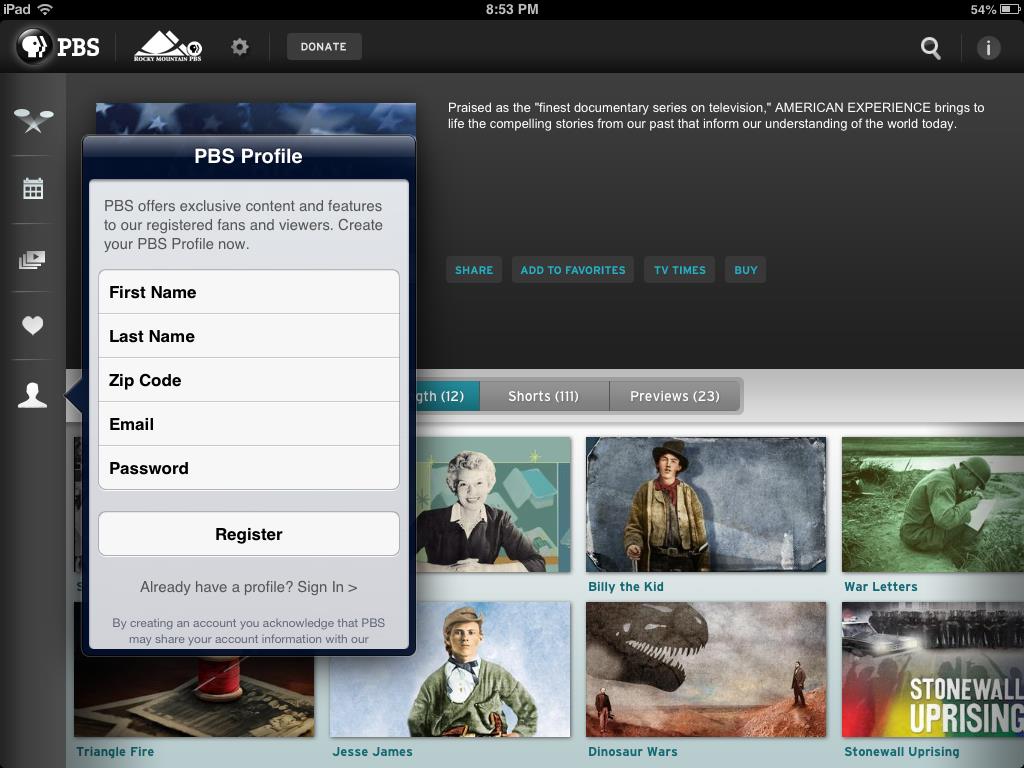 iPad
8:53 PM
54%
PBS
ROCKY MOUNTAIN PBS
DONATE
i
Praised as the "finest documentary series on television," AMERICAN EXPERIENCE brings to
life the compelling stories from our past that inform our understanding of the world today.
SHARE
ADD TO FAVORITES
TV TIMES
BUY
PBS Profile
PBS offers exclusive content and features
to our registered fans and viewers. Create
your PBS Profile now.
First Name
Last Name
Zip Code
Email
Password
Register
Already have a profile? Sign In >
By creating an account you acknowledge that PBS
may share your account information with our
gth (12)
Shorts (111)
Previews (23)
Billy the Kid
War Letters
STONEWALL
UPRISING
Triangle Fire
Jesse James
Dinosaur Wars
Stonewall Uprising